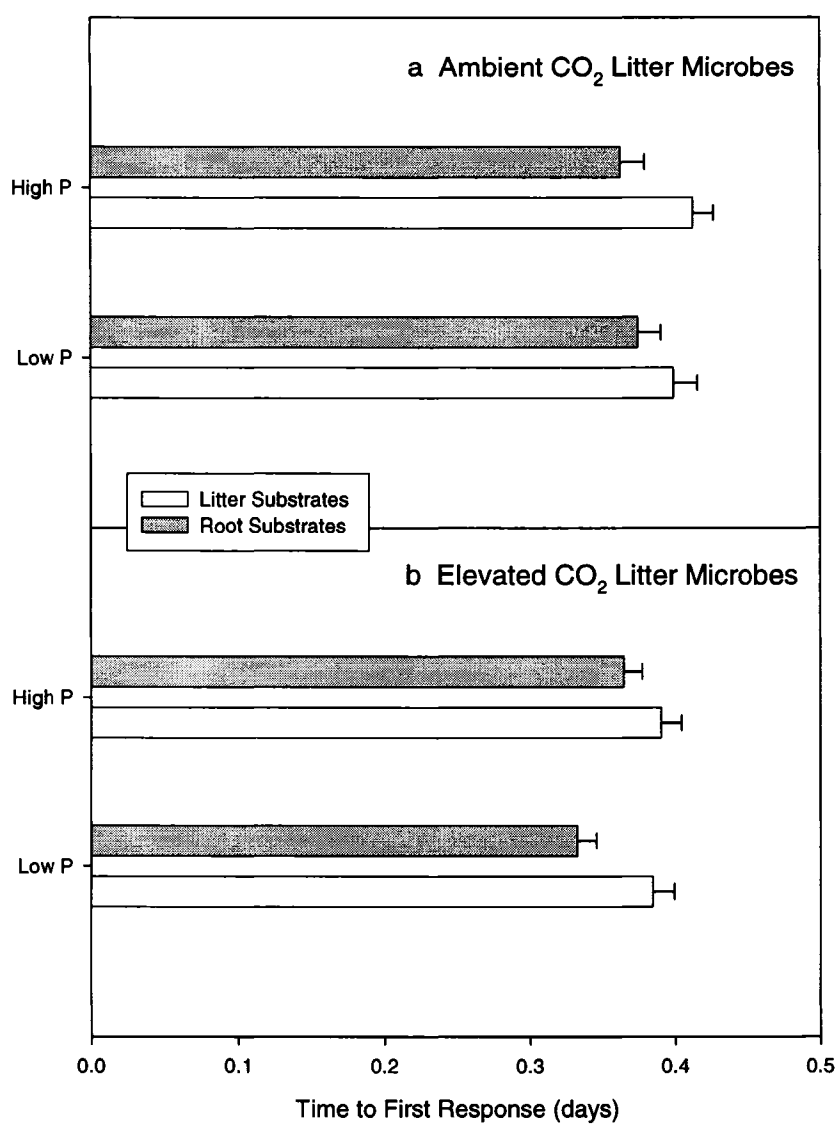 a Ambient CO₂ Litter Microbes
High P
Low P
Litter Substrates
Root Substrates
b Elevated CO₂ Litter Microbes
High P
Low P
0.0 0.1 0.2 0.3 0.4 0.5
Time to First Response (days)